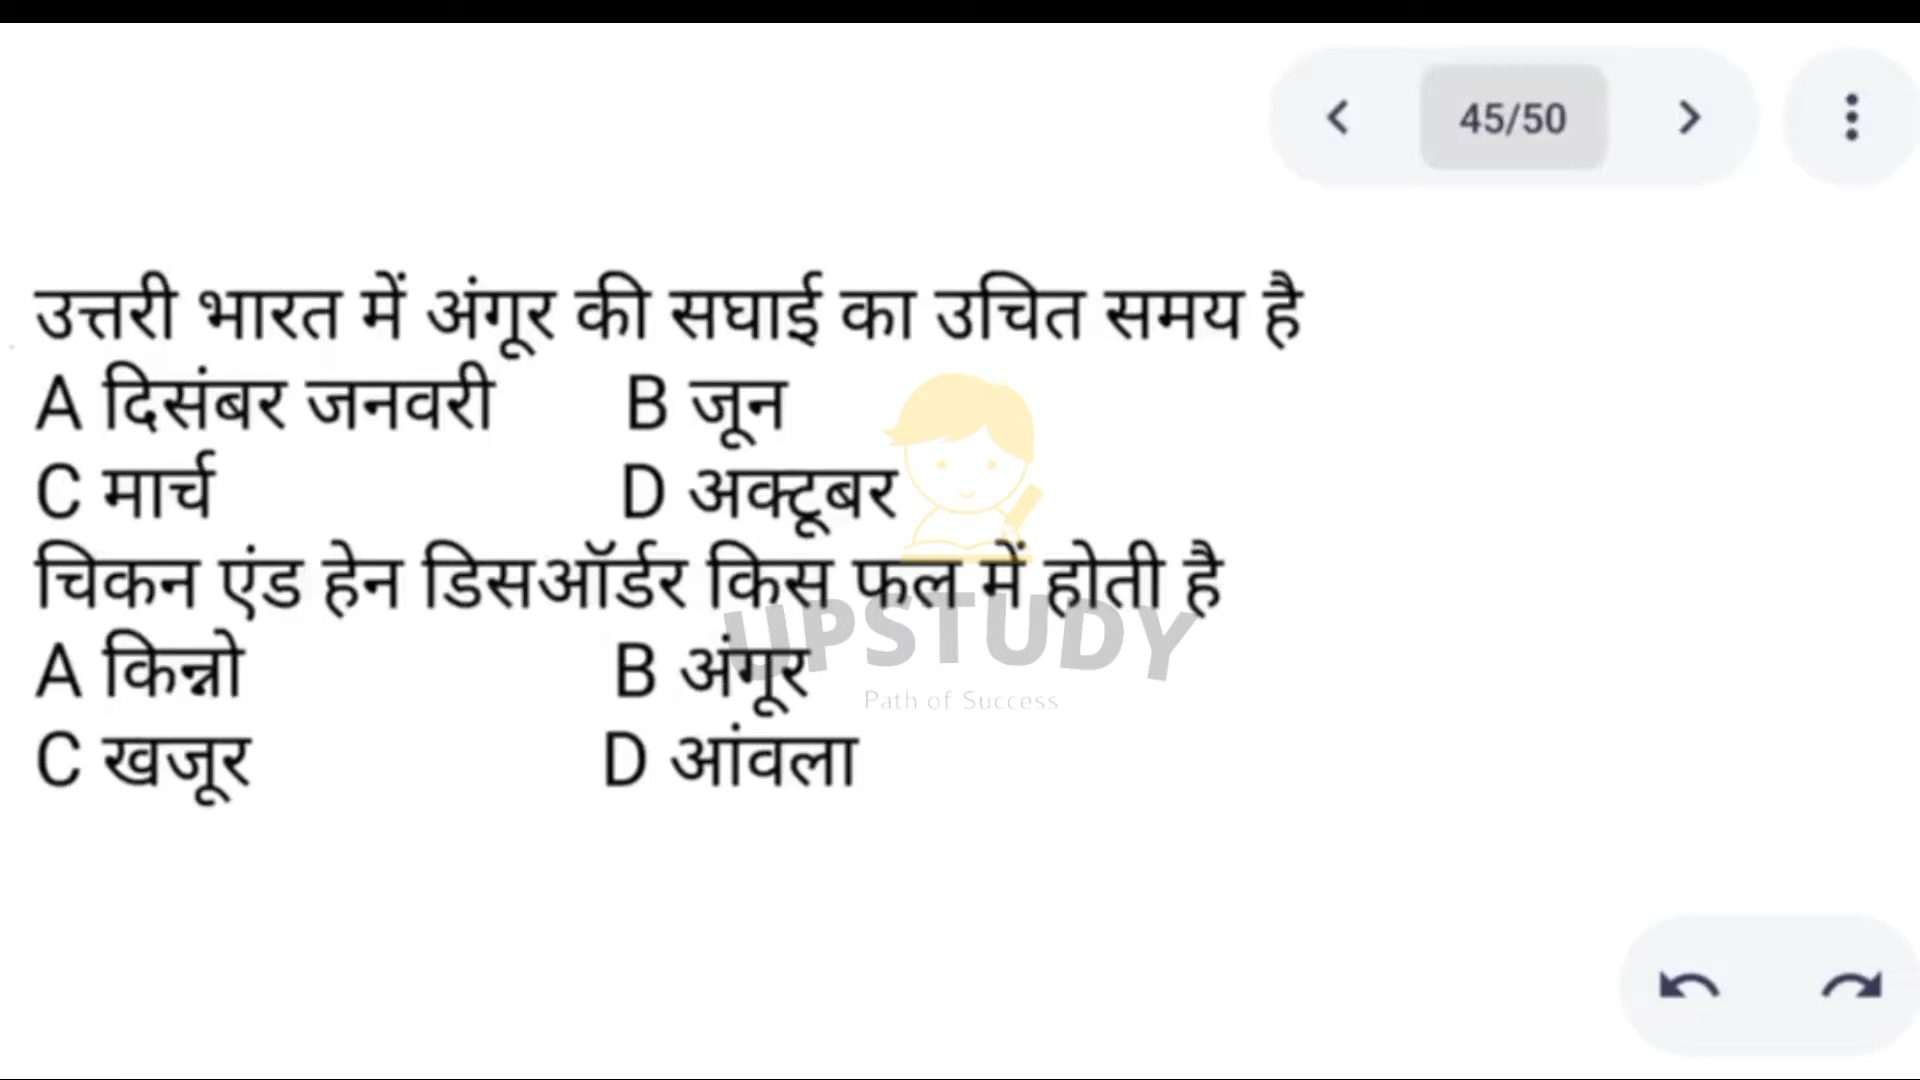 45/50
उत्तरी भारत में अंगूर की सघाई का उचित समय है
A दिसंबर जनवरी B जून
C मार्च D अक्टूबर
चिकन एंड हेन डिसऑर्डर किस फल में होती है
A किन्नो B अंगूर
C खजूर D आंवला
UPSTUDY
Path of Success